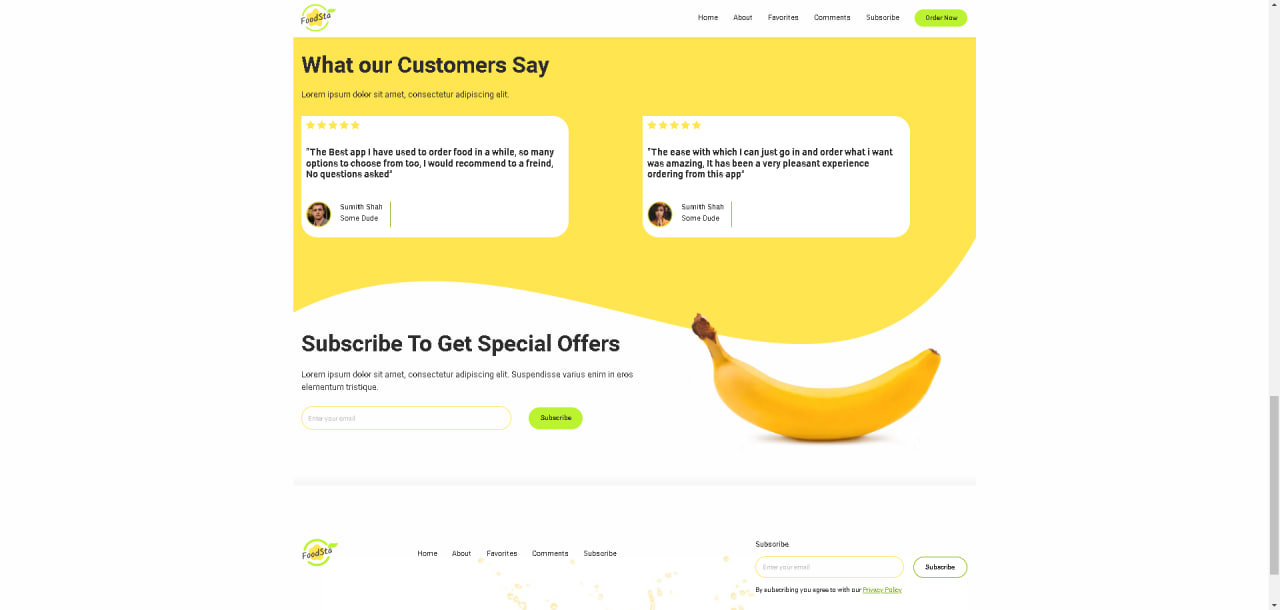 FoodSta
Home About Favorites Comments Subscribe Order Now
What our Customers Say
Lorem ipsum dolor sit amet, consectetur adipiscing elit.
"The Best app I have used to order food in a while, so many
options to choose from too, I would recommend to a freind,
No questions asked"
Sumith Shah
Some Dude
"The ease with which I can just go in and order what i want
was amazing, It has been a very pleasant experience
ordering from this app"
Sumith Shah
Some Dude
Subscribe To Get Special Offers
Lorem ipsum dolor sit amet, consectetur adipiscing elit. Suspendisse varius enim in eros
elementum tristique.
Enter your email
Subscribe
FoodSta
Home About Favorites Comments Subscribe
Subscribe
Enter your email
Subscribe
By subscribing you agree to with our Privacy Policy